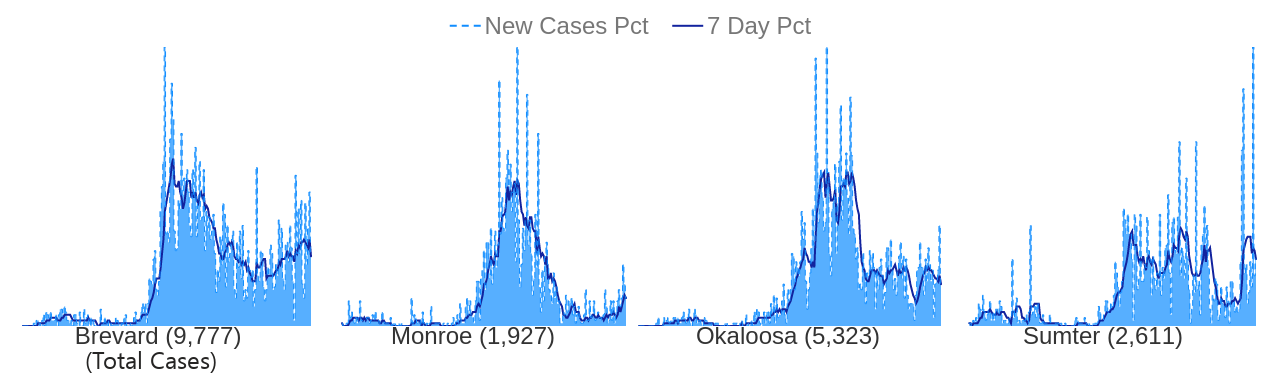 New Cases Pct 7 Day Pct
Brevard (9,777) Monroe (1,927) Okaloosa (5,323) Sumter (2,611)
(Total Cases)